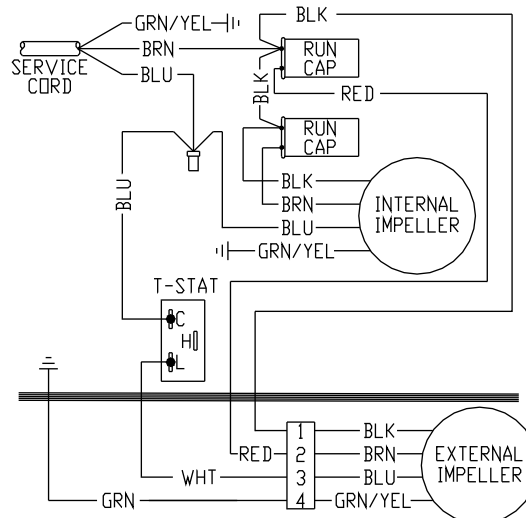 BLK
GRN/YEL
BRN
RUN
CAP
SERVICE
CORD
BLU
BLK
RED
RUN
CAP
BLU
BLK
BRN
INTERNAL
IMPELLER
BLU
GRN/YEL
T-STAT
C
H
L
1
BLK
RED
2
BRN
EXTERNAL
IMPELLER
WHT
3
BLU
GRN
4
GRN/YEL